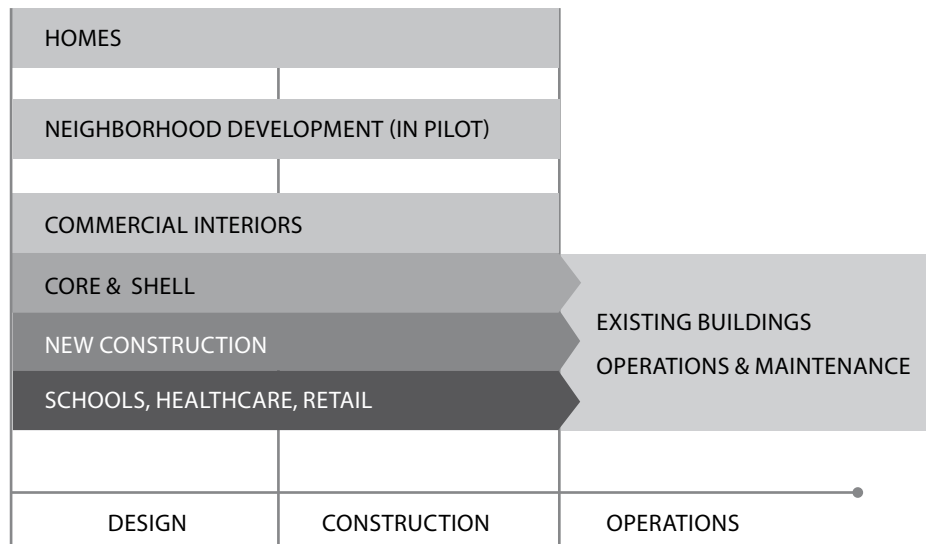 HOMES
NEIGHBORHOOD DEVELOPMENT (IN PILOT)
COMMERCIAL INTERIORS
CORE & SHELL
NEW CONSTRUCTION
SCHOOLS, HEALTHCARE, RETAIL
EXISTING BUILDINGS
OPERATIONS & MAINTENANCE
DESIGN
CONSTRUCTION
OPERATIONS